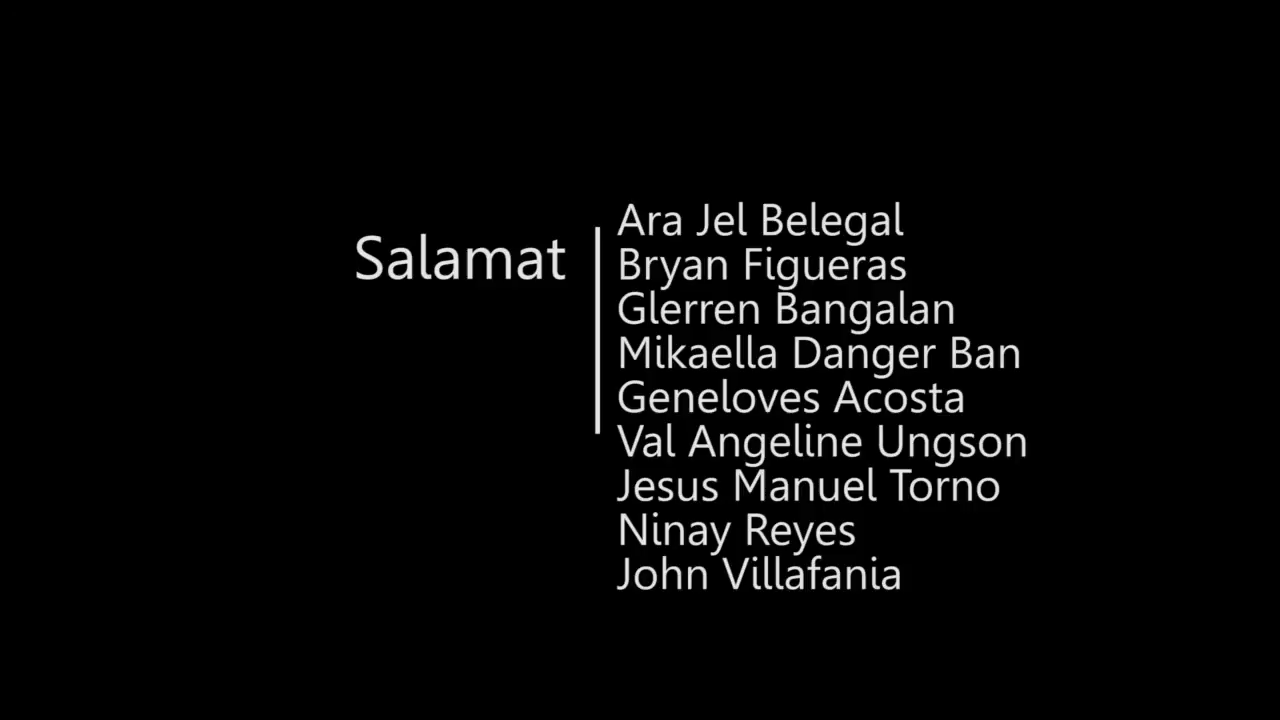 Salamat
Ara Jel Belegal
Bryan Figueras
Glerren Bangalan
Mikaella Danger Ban
Geneloves Acosta
Val Angeline Ungson
Jesus Manuel Torno
Ninay Reyes
John Villafania